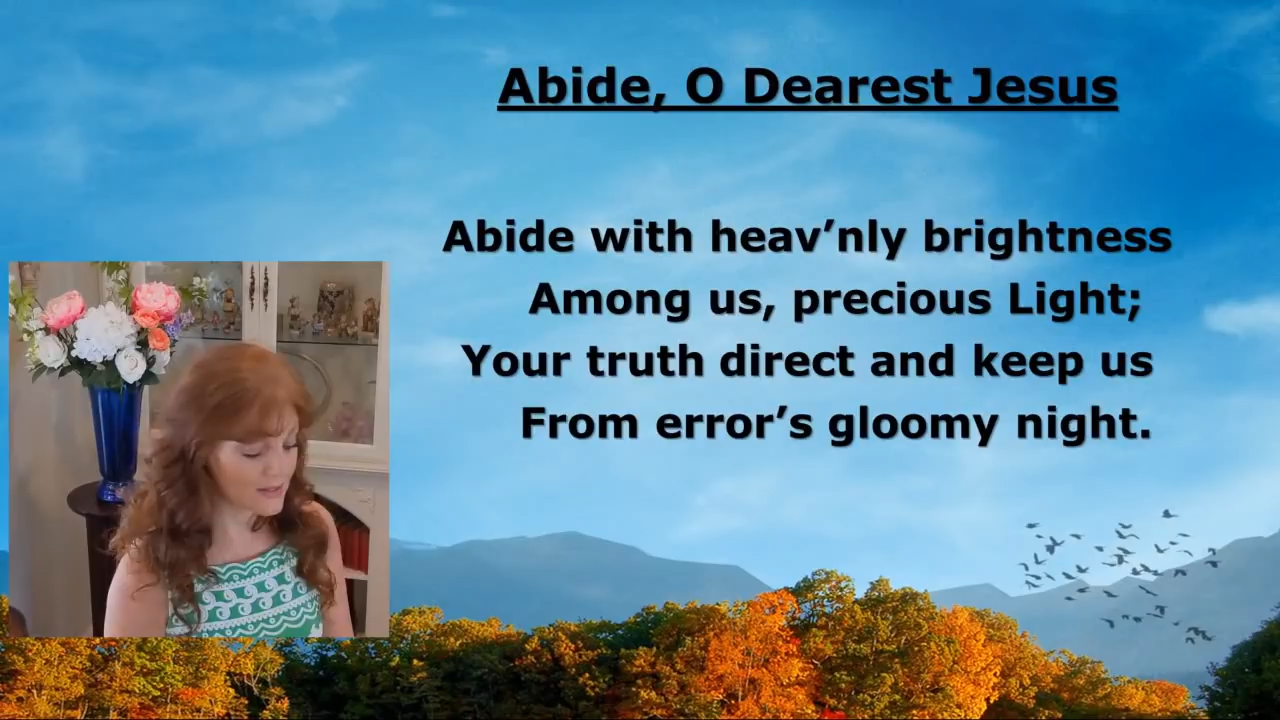 Abide, O Dearest Jesus
Abide with heav’nly brightness
Among us, precious Light;
Your truth direct and keep us
From error’s gloomy night.